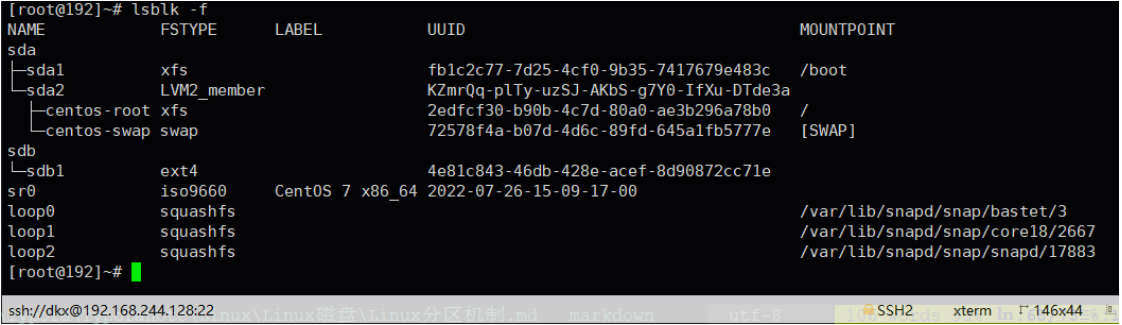 [root@192]~# lsblk -f
NAME FSTYPE LABEL UUID MOUNTPOINT
sda
├─sda1 xfs fb1c2c77-7d25-4cf0-9b35-7417679e483c /boot
└─sda2 LVM2_member KZmrQq-plTy-uzSJ-AKbS-g7Y0-IfXu-DTde3a
├─centos-root xfs 2edfcf30-b90b-4c7d-80a0-ae3b296a78b0 /
└─centos-swap swap 72578f4a-b07d-4d6c-89fd-645a1fb5777e [SWAP]
sdb
└─sdb1 ext4 4e81c843-46db-428e-acef-8d90872cc71e
sr0 iso9660 CentOS 7 x86_64 2022-07-26-15-09-17-00
loop0 squashfs /var/lib/snapd/snap/bastet/3
loop1 squashfs /var/lib/snapd/snap/core18/2667
loop2 squashfs /var/lib/snapd/snap/snapd/17883
[root@192]~#
ssh://dkx@192.168.244.128:22 SSH2 xterm 146x44
\Linux磁盘\Linux分区机制.md markdown utf-8